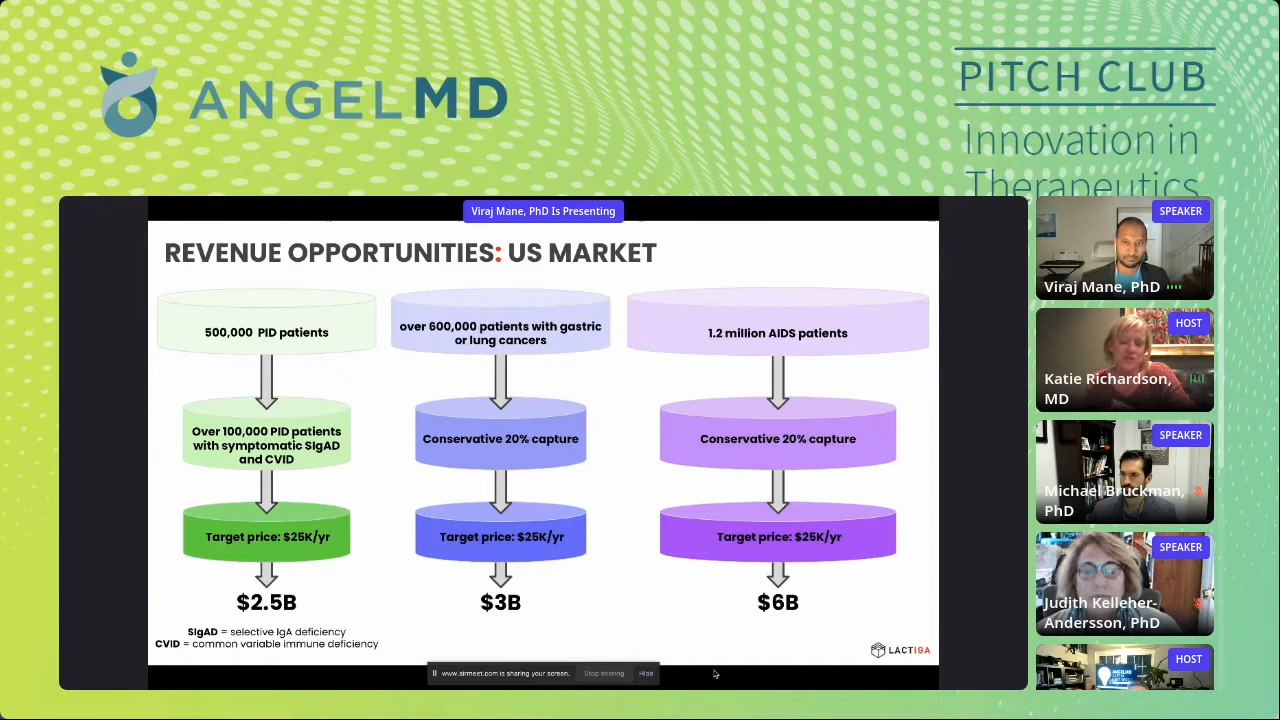 ANGELMD
PITCH CLUB
Innovation in
Therapeutics
Viraj Mane, PhD Is Presenting
REVENUE OPPORTUNITIES: US MARKET
500,000 PID patients
over 600,000 patients with gastric
or lung cancers
1.2 million AIDS patients
Over 100,000 PID patients
with symptomatic SIgAD
and CVID
Conservative 20% capture
Conservative 20% capture
Target price: $25K/yr
Target price: $25K/yr
Target price: $25K/yr
$2.5B
$3B
$6B
SIgAD = selective IgA deficiency
CVID = common variable immune deficiency
LACTIGA
www.airmeet.com is sharing your screen.
Stop sharing
Hide
SPEAKER
Viraj Mane, PhD
HOST
Katie Richardson,
MD
SPEAKER
Michael Bruckman,
PhD
SPEAKER
Judith Kelleher-
Andersson, PhD
HOST